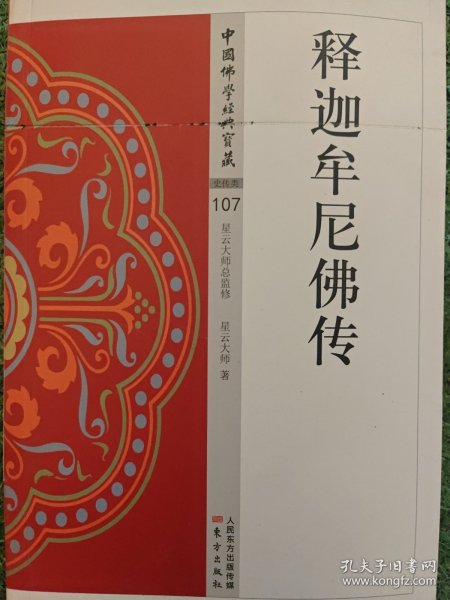 释迦牟尼佛传
中國佛學經典寶藏
史传类
107
星云大师总监修 星云大师 著
人民东方出版传媒
東方出版社
孔夫子旧书网
www.kongfz.com